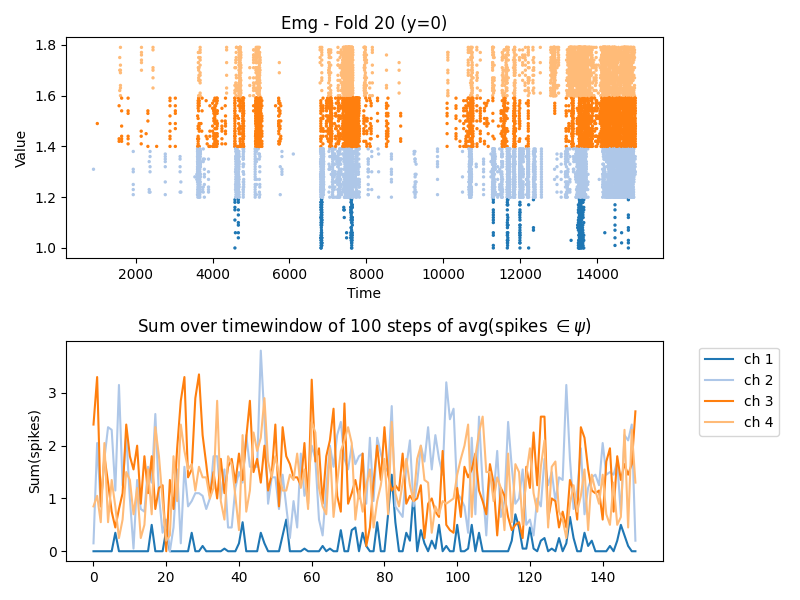 Emg - Fold 20 (y=0)
1.8
1.6
1.4
1.2
1.0
Value
2000 4000 6000 8000 10000 12000 14000
Time
Sum over timewindow of 100 steps of avg(spikes ∈ ψ)
3
2
1
0
Sum(spikes)
0 20 40 60 80 100 120 140
ch 1
ch 2
ch 3
ch 4